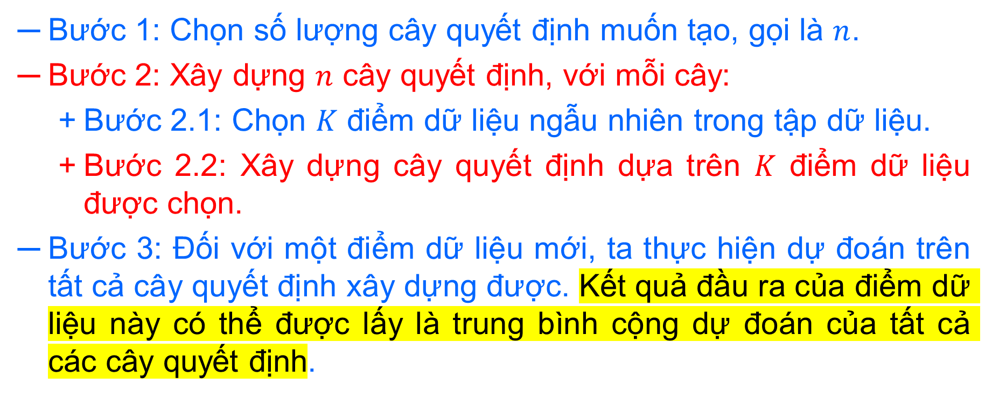 — Bước 1: Chọn số lượng cây quyết định muốn tạo, gọi là n.
— Bước 2: Xây dựng n cây quyết định, với mỗi cây:
+ Bước 2.1: Chọn K điểm dữ liệu ngẫu nhiên trong tập dữ liệu.
+ Bước 2.2: Xây dựng cây quyết định dựa trên K điểm dữ liệu
được chọn.
— Bước 3: Đối với một điểm dữ liệu mới, ta thực hiện dự đoán trên
tất cả cây quyết định xây dựng được. Kết quả đầu ra của điểm dữ
liệu này có thể được lấy là trung bình cộng dự đoán của tất cả
các cây quyết định.